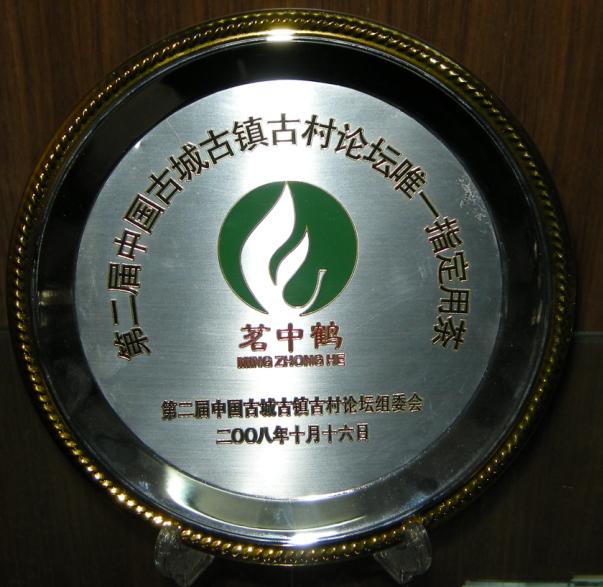 第二届中国古城古镇古村论坛唯一指定用茶
茗中鹤
MING ZHONG HE
第二届中国古城古镇古村论坛组委会
二〇〇八年十月十六日